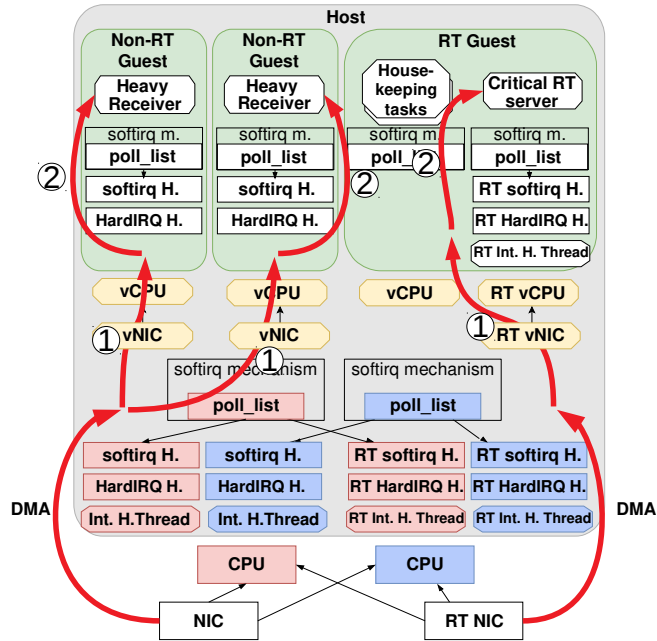 Host
Non-RT
Guest
Non-RT
Guest
RT Guest
Heavy
Receiver
Heavy
Receiver
House-
keeping
tasks
Critical RT
server
softirq m.
poll_list
softirq H.
HardIRQ H.
softirq m.
poll_list
softirq H.
HardIRQ H.
softirq m.
poll_list
softirq m.
poll_list
RT softirq H.
RT HardIRQ H.
RT Int. H. Thread
2
2
2
vCPU
vCPU
vCPU
RT vCPU
1
vNIC
vNIC
1
1
RT vNIC
softirq mechanism
poll_list
softirq mechanism
poll_list
softirq H.
softirq H.
RT softirq H.
RT softirq H.
HardIRQ H.
HardIRQ H.
RT HardIRQ H.
RT HardIRQ H.
DMA
Int. H.Thread
Int. H.Thread
RT Int. H. Thread
RT Int. H. Thread
DMA
CPU
CPU
NIC
RT NIC